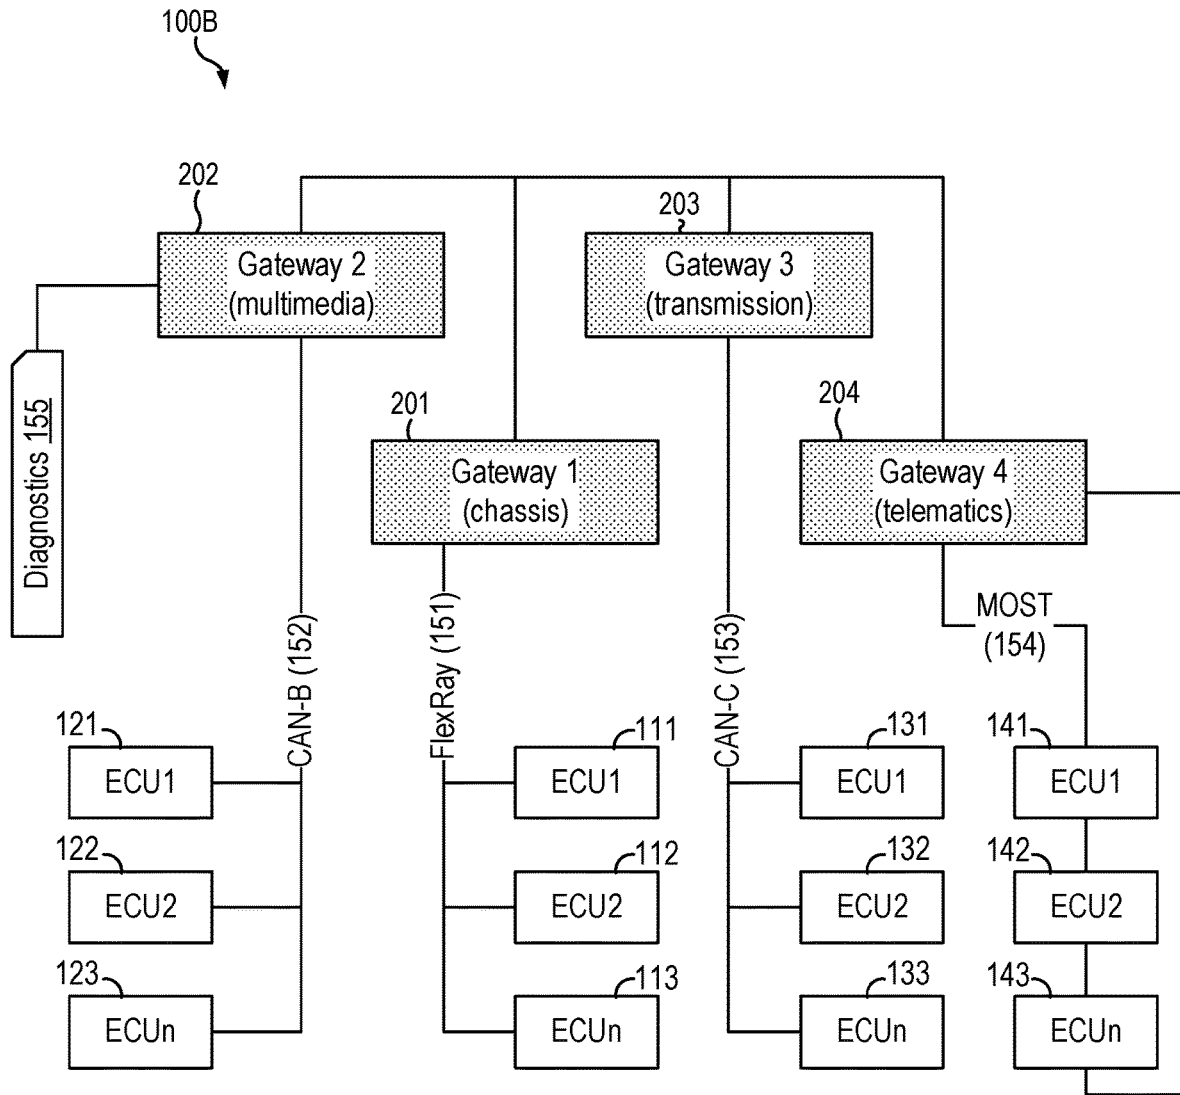 100B
202
203
Gateway 2
(multimedia)
Gateway 3
(transmission)
Diagnostics 155
201
204
Gateway 1
(chassis)
Gateway 4
(telematics)
CAN-B (152)
FlexRay (151)
CAN-C (153)
MOST
(154)
121
ECU1
111
ECU1
131
ECU1
141
ECU1
122
ECU2
112
ECU2
132
ECU2
142
ECU2
123
ECUn
113
ECUn
133
ECUn
143
ECUn